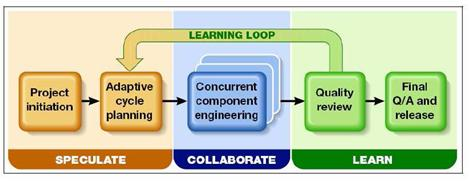 LEARNING LOOP
Project
initiation
Adaptive
cycle
planning
Concurrent
component
engineering
Quality
review
Final
Q/A and
release
SPECULATE
COLLABORATE
LEARN